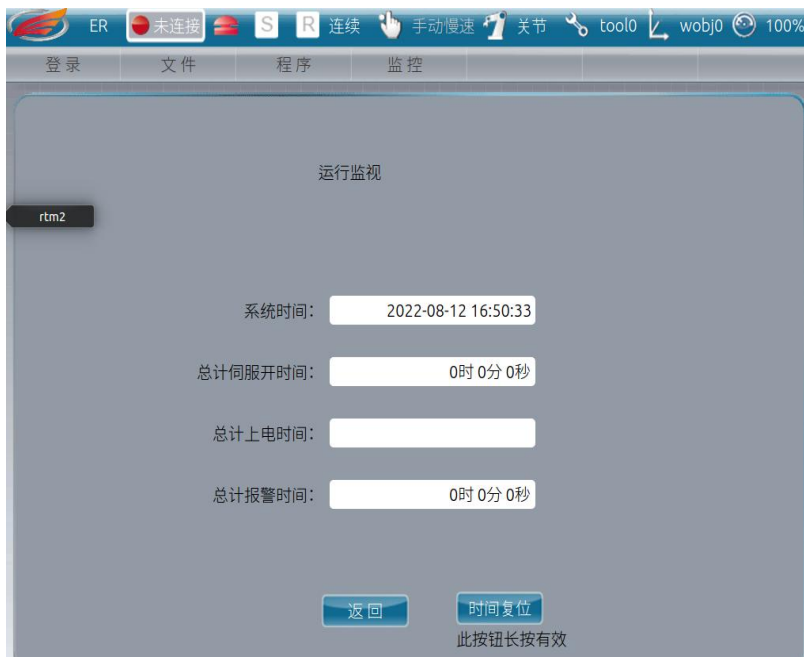 ER 未连接 S R 连续 手动慢速 关节 tool0 wobj0 100%
登录 文件 程序 监控
运行监视
rtm2
系统时间: 2022-08-12 16:50:33
总计伺服开时间: 0时 0分 0秒
总计上电时间:
总计报警时间: 0时 0分 0秒
返回 时间复位
此按钮长按有效